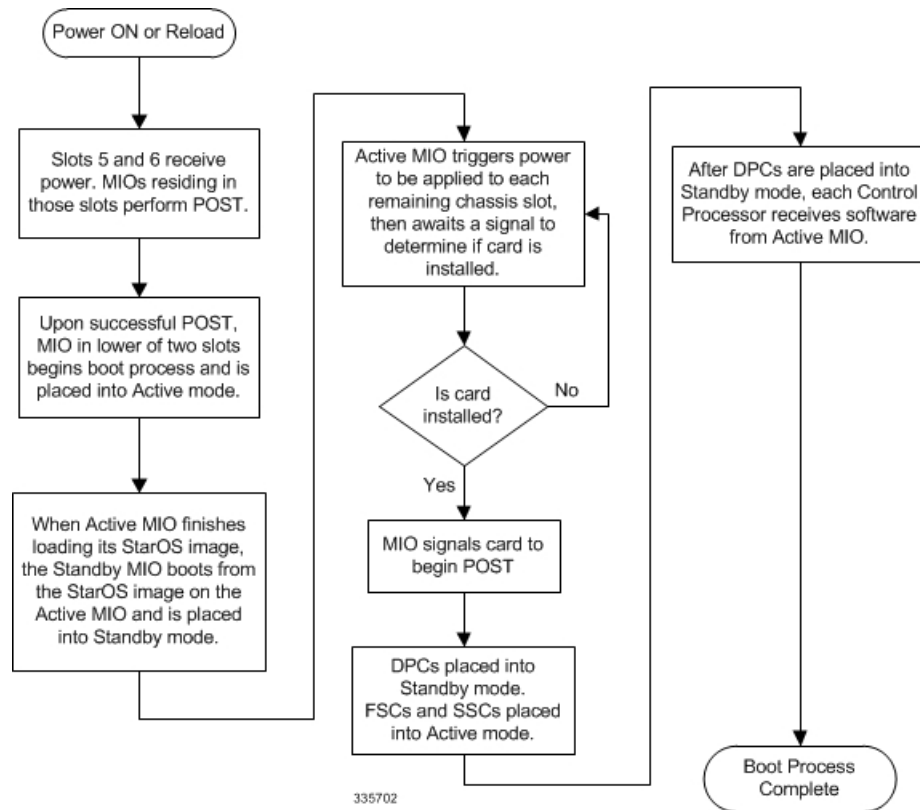 Power ON or Reload
Slots 5 and 6 receive
power. MIOs residing in
those slots perform POST.
Upon successful POST,
MIO in lower of two slots
begins boot process and is
placed into Active mode.
When Active MIO finishes
loading its StarOS image,
the Standby MIO boots from
the StarOS image on the
Active MIO and is placed
into Standby mode.
Active MIO triggers power
to be applied to each
remaining chassis slot,
then awaits a signal to
determine if card is
installed.
Is card
installed?
No
Yes
MIO signals card to
begin POST
DPCs placed into
Standby mode.
FSCs and SSCs placed
into Active mode.
After DPCs are placed into
Standby mode, each Control
Processor receives software
from Active MIO.
Boot Process
Complete
335702